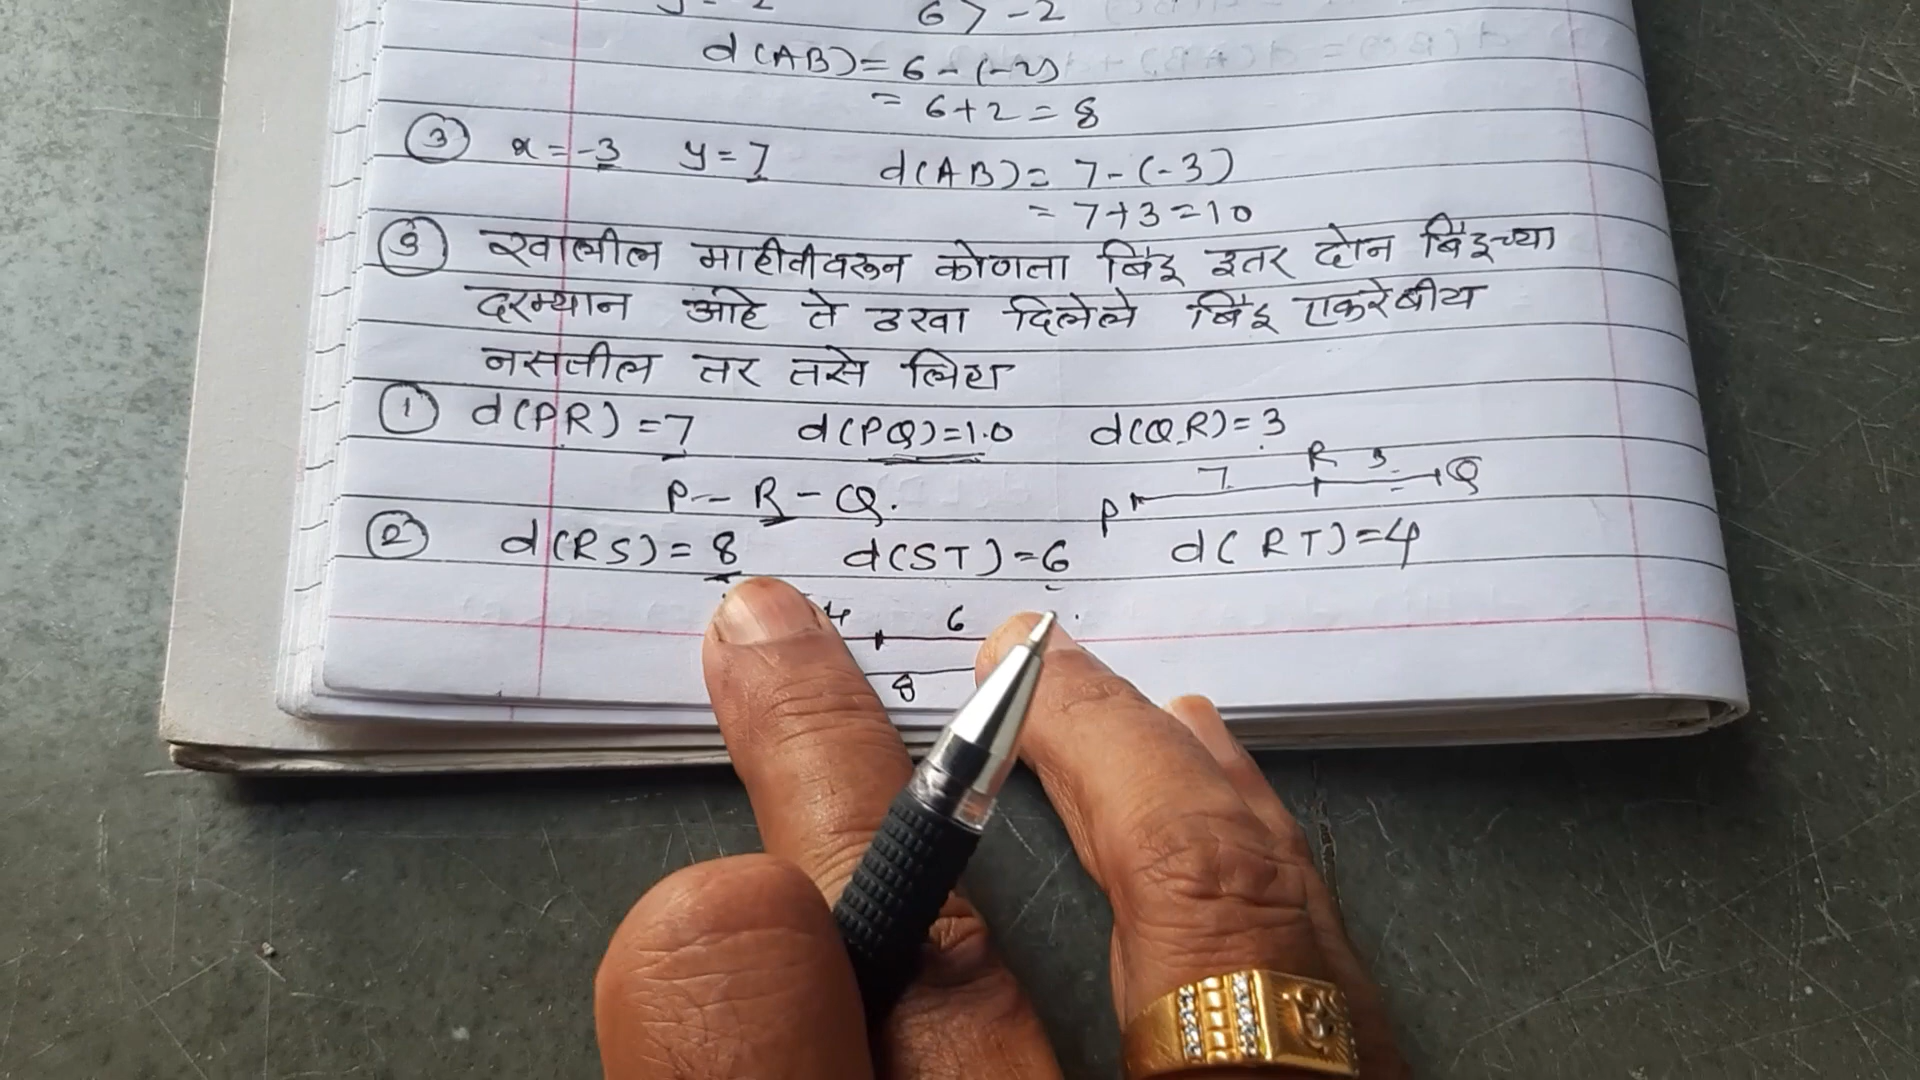 6 > -2
d(AB) = 6 - (-2)
= 6 + 2 = 8
③ x = -3 y = 7 d(AB) = 7 - (-3)
= 7 + 3 = 10
खालील माहीतीवरून कोणता बिंदू इतर दोन बिंदूच्या
दरम्यान आहे ते ठरवा दिलेले बिंदू एकरेषीय
नसतील तर तसे लिहा
① d(PR) = 7 d(PQ) = 10 d(QR) = 3
P - R - Q. P 7 R 3 Q
② d(RS) = 8 d(ST) = 6 d(RT) = 4
4 6
8